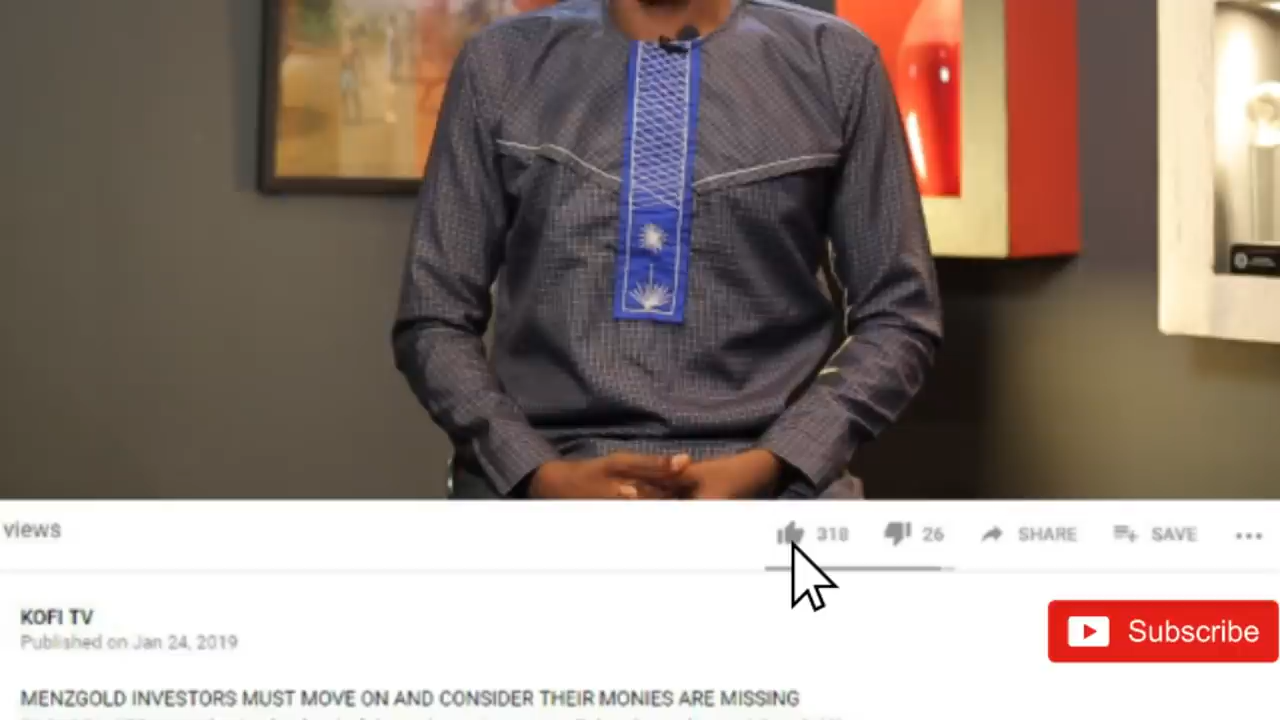 views
318 26 SHARE SAVE
KOFI TV
Published on Jan 24, 2019
Subscribe
MENZGOLD INVESTORS MUST MOVE ON AND CONSIDER THEIR MONIES ARE MISSING